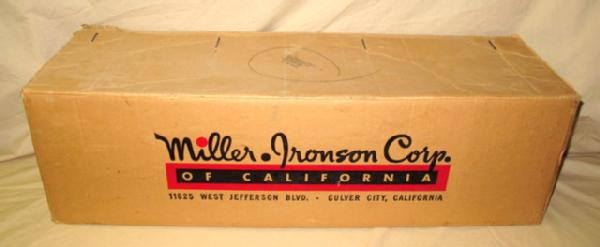 Miller-Ironson Corp.
OF CALIFORNIA
11625 WEST JEFFERSON BLVD. · CULVER CITY, CALIFORNIA